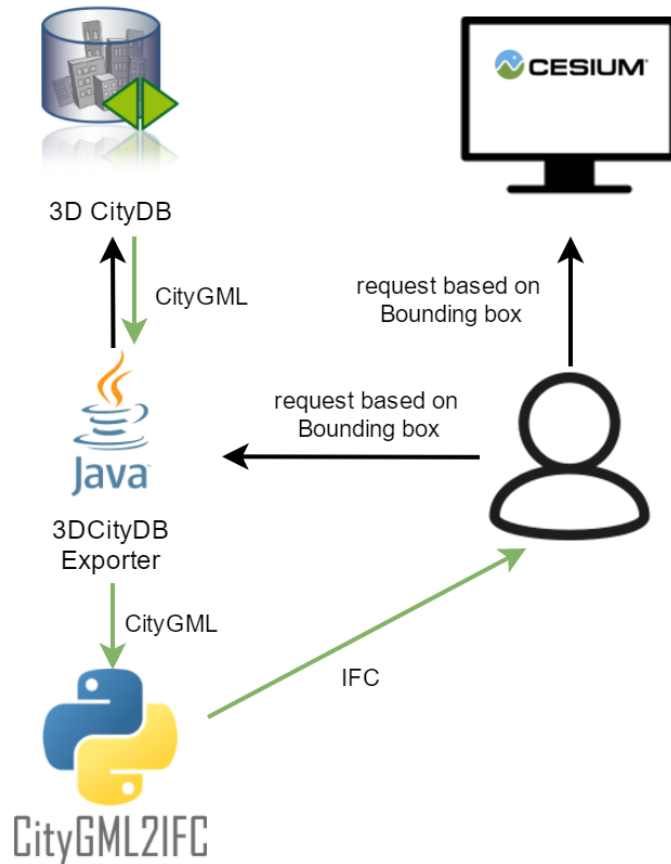 CESIUM
3D CityDB
CityGML
request based on
Bounding box
request based on
Bounding box
Java
3DCityDB
Exporter
CityGML
IFC
CityGML2IFC